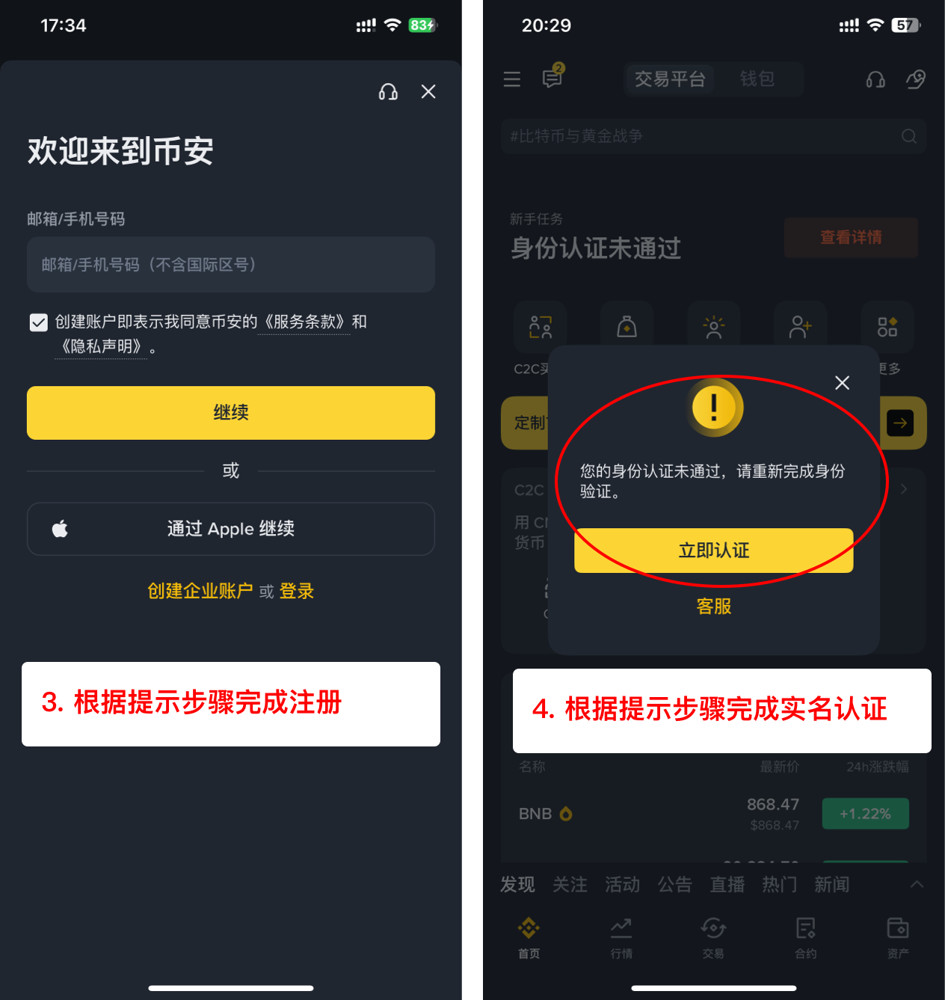 17:34
83
欢迎来到币安
邮箱/手机号码
邮箱/手机号码（不含国际区号）
创建账户即表示我同意币安的《服务条款》和
《隐私声明》。
继续
或
通过 Apple 继续
创建企业账户 或 登录
3. 根据提示步骤完成注册
20:29
57
2
交易平台
钱包
#比特币与黄金战争
新手任务
身份认证未通过
查看详情
C2C买
更多
定制
C2C
用 C
货币
您的身份认证未通过，请重新完成身份
验证。
立即认证
客服
4. 根据提示步骤完成实名认证
名称
最新价
24h涨跌幅
BNB
868.47
+1.22%
$868.47
发现
关注
活动
公告
直播
热门
新闻
首页
行情
交易
合约
资产